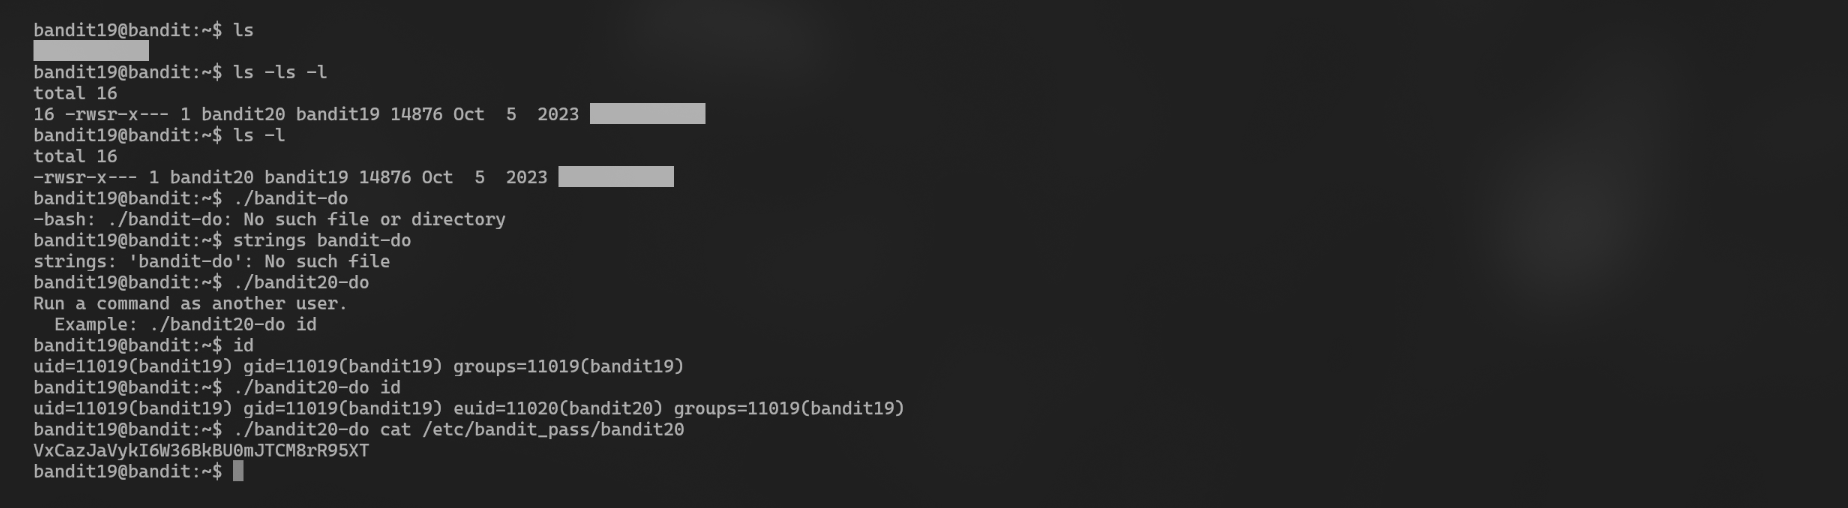 bandit19@bandit:~$ ls
bandit19@bandit:~$ ls -ls -l
total 16
16 -rwsr-x--- 1 bandit20 bandit19 14876 Oct  5  2023
bandit19@bandit:~$ ls -l
total 16
-rwsr-x--- 1 bandit20 bandit19 14876 Oct  5  2023
bandit19@bandit:~$ ./bandit-do
-bash: ./bandit-do: No such file or directory
bandit19@bandit:~$ strings bandit-do
strings: 'bandit-do': No such file
bandit19@bandit:~$ ./bandit20-do
Run a command as another user.
  Example: ./bandit20-do id
bandit19@bandit:~$ id
uid=11019(bandit19) gid=11019(bandit19) groups=11019(bandit19)
bandit19@bandit:~$ ./bandit20-do id
uid=11019(bandit19) gid=11019(bandit19) euid=11020(bandit20) groups=11019(bandit19)
bandit19@bandit:~$ ./bandit20-do cat /etc/bandit_pass/bandit20
VxCazJaVykI6W36BkBU0mJTCM8rR95XT
bandit19@bandit:~$